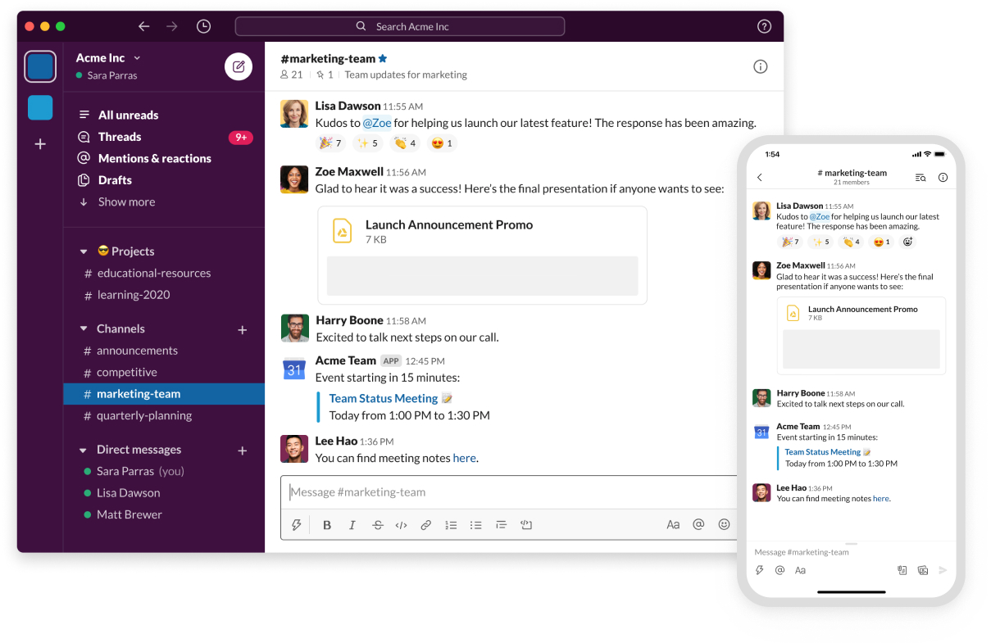 Search Acme Inc
Acme Inc
Sara Parras
All unreads
Threads 9+
Mentions & reactions
Drafts
Show more
😎 Projects
# educational-resources
# learning-2020
Channels
# announcements
# competitive
# marketing-team
# quarterly-planning
Direct messages
Sara Parras (you)
Lisa Dawson
Matt Brewer
#marketing-team
21 1 Team updates for marketing
Lisa Dawson 11:55 AM
Kudos to @Zoe for helping us launch our latest feature! The response has been amazing.
🎉 7 ✨ 5 👏 4 😍 1
Zoe Maxwell 11:56 AM
Glad to hear it was a success! Here's the final presentation if anyone wants to see:
Launch Announcement Promo
7 KB
Harry Boone 11:58 AM
Excited to talk next steps on our call.
31
Acme Team APP 12:45 PM
Event starting in 15 minutes:
Team Status Meeting 📝
Today from 1:00 PM to 1:30 PM
Lee Hao 1:36 PM
You can find meeting notes here.
Message #marketing-team
B I S </> Aa @
1:54
# marketing-team
21 members
Lisa Dawson 11:55 AM
Kudos to @Zoe for helping us launch our latest
feature! The response has been amazing.
🎉 7 ✨ 5 👏 4 😍 1
Zoe Maxwell 11:56 AM
Glad to hear it was a success! Here's the final
presentation if anyone wants to see:
Launch Announcement Promo
7 KB
Harry Boone 11:58 AM
Excited to talk next steps on our call.
31
Acme Team 12:45 PM
Event starting in 15 minutes:
Team Status Meeting 📝
Today from 1:00 PM to 1:30 PM
Lee Hao 1:36 PM
You can find meeting notes here.
Message #marketing-team
@ Aa